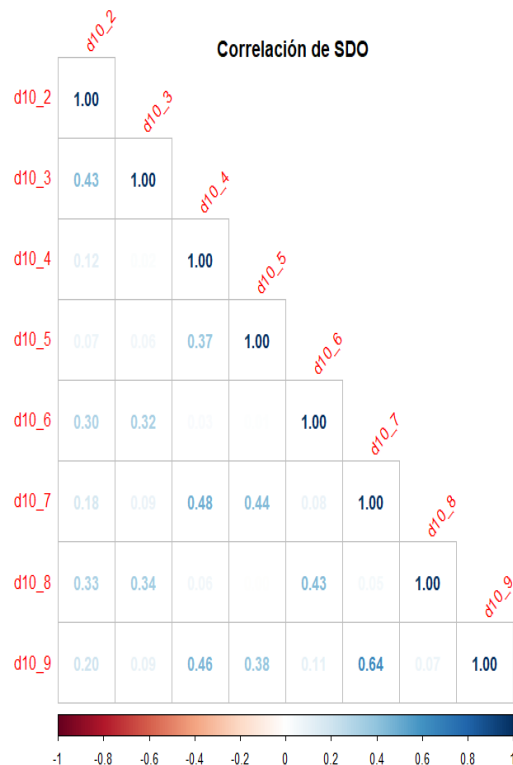 Correlación de SDO
d10_2
d10_2 1.00 d10_3
d10_3 0.43 1.00 d10_4
d10_4 0.12 1.00 d10_5
d10_5 0.07 0.06 0.37 1.00 d10_6
d10_6 0.30 0.32 0.03 1.00 d10_7
d10_7 0.18 0.09 0.48 0.44 0.08 1.00 d10_8
d10_8 0.33 0.34 0.06 0.43 0.05 1.00 d10_9
d10_9 0.20 0.09 0.46 0.38 0.11 0.64 0.07 1.00
-1 -0.8 -0.6 -0.4 -0.2 0 0.2 0.4 0.6 0.8 1